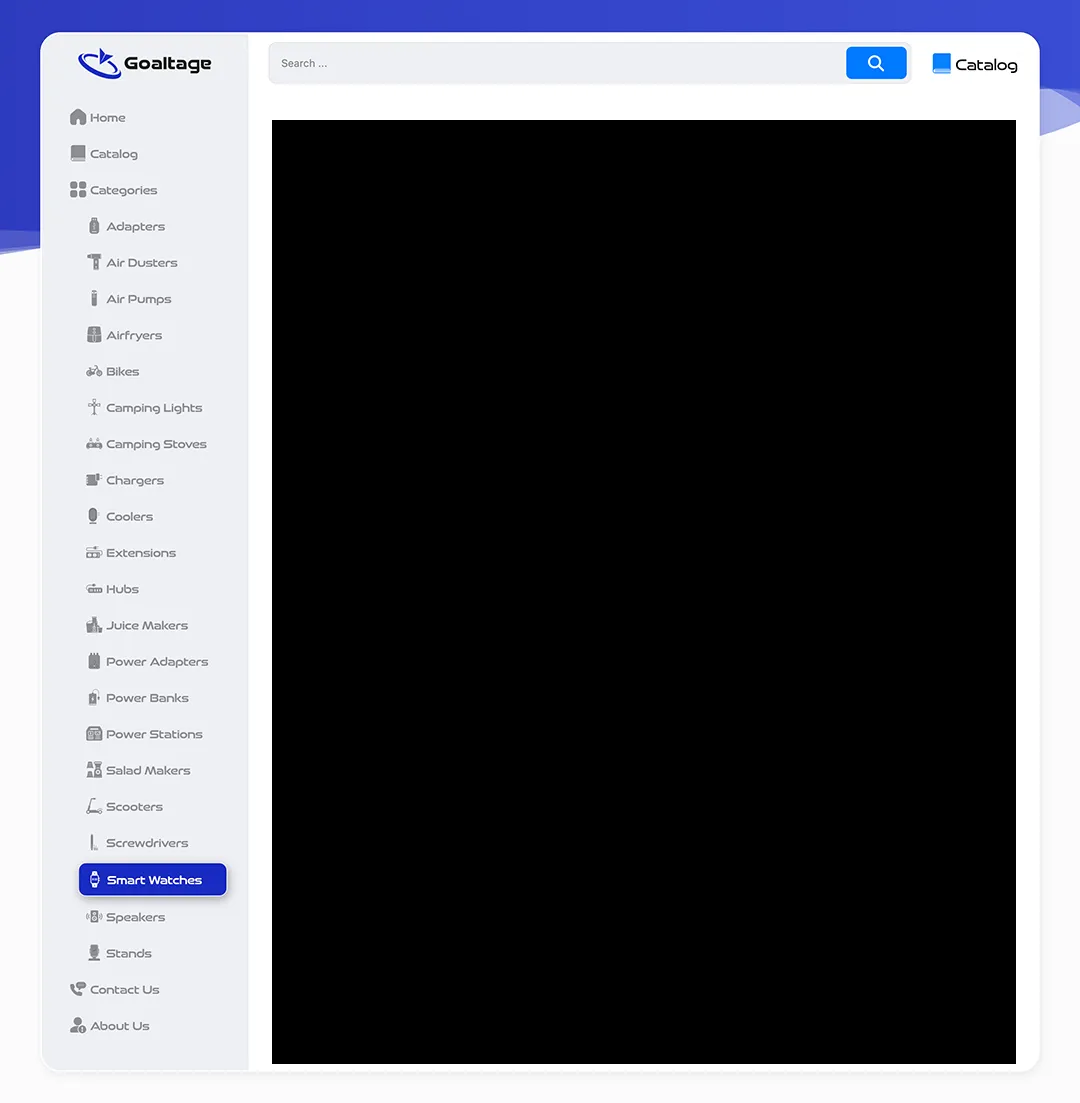 Goaltage
Search ...
Catalog
Home
Catalog
Categories
Adapters
Air Dusters
Air Pumps
Airfryers
Bikes
Camping Lights
Camping Stoves
Chargers
Coolers
Extensions
Hubs
Juice Makers
Power Adapters
Power Banks
Power Stations
Salad Makers
Scooters
Screwdrivers
Smart Watches
Speakers
Stands
Contact Us
About Us